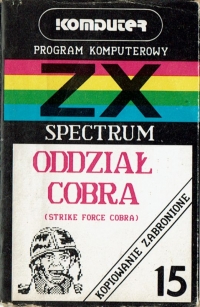 KOMPUTER
PROGRAM KOMPUTEROWY
ZX
SPECTRUM
ODDZIAŁ
COBRA
(STRIKE FORCE COBRA)
KOPIOWANIE ZABRONIONE
15